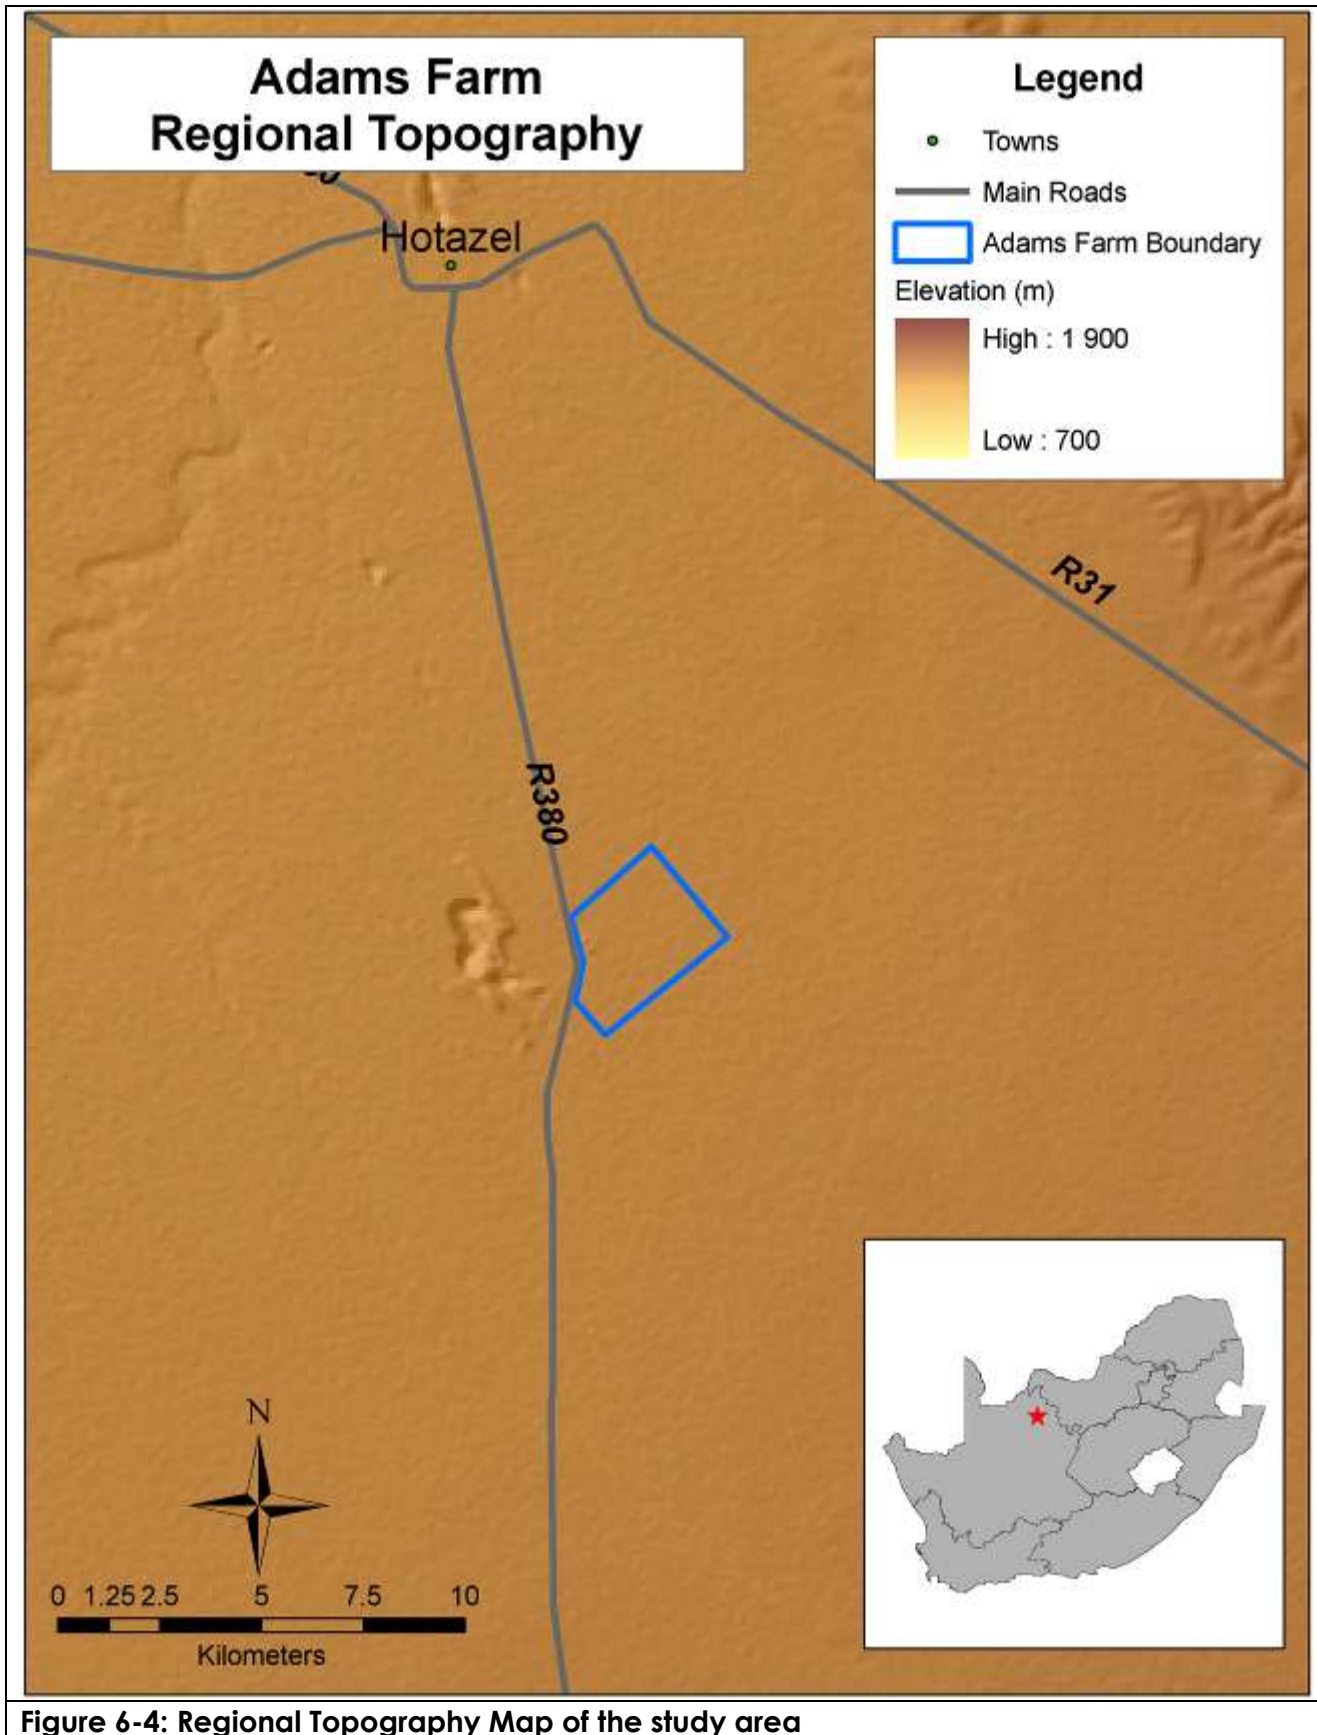 Adams Farm
Regional Topography
Legend
Towns
Main Roads
Adams Farm Boundary
Elevation (m)
High : 1 900
Low : 700
Hotazel
R31
R380
N
0 1.25 2.5 5 7.5 10
Kilometers
Figure 6-4: Regional Topography Map of the study area